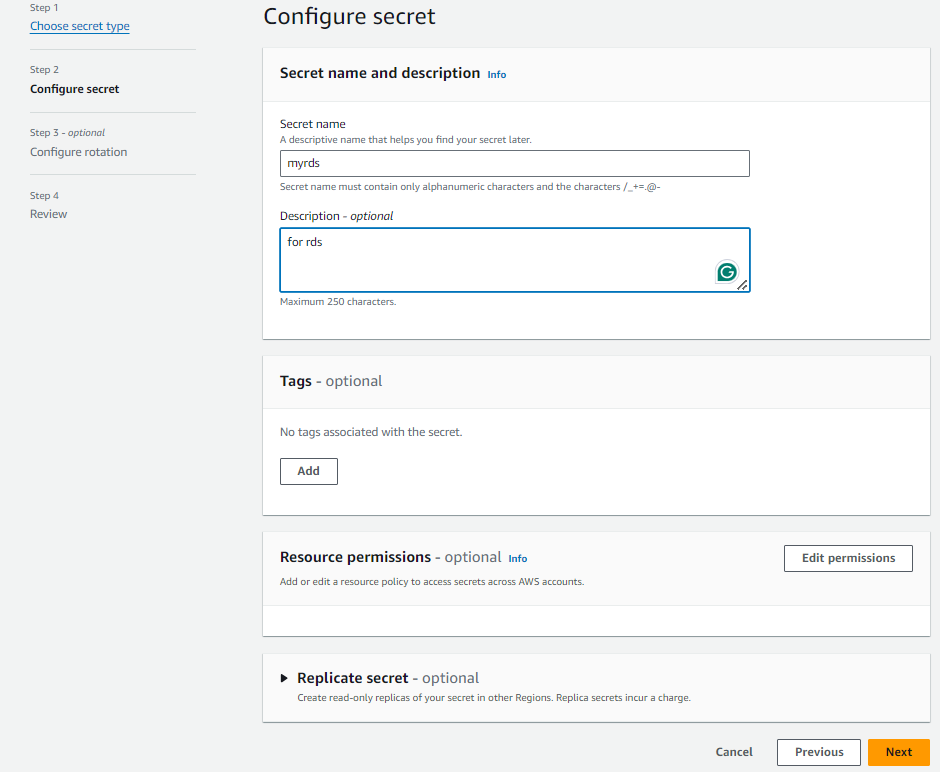 Step 1
Choose secret type
Step 2
Configure secret
Step 3 - optional
Configure rotation
Step 4
Review
Configure secret
Secret name and description Info
Secret name
A descriptive name that helps you find your secret later.
myrds
Secret name must contain only alphanumeric characters and the characters /_+=.@-
Description - optional
for rds
Maximum 250 characters.
Tags - optional
No tags associated with the secret.
Add
Resource permissions - optional Info
Edit permissions
Add or edit a resource policy to access secrets across AWS accounts.
Replicate secret - optional
Create read-only replicas of your secret in other Regions. Replica secrets incur a charge.
Cancel
Previous
Next